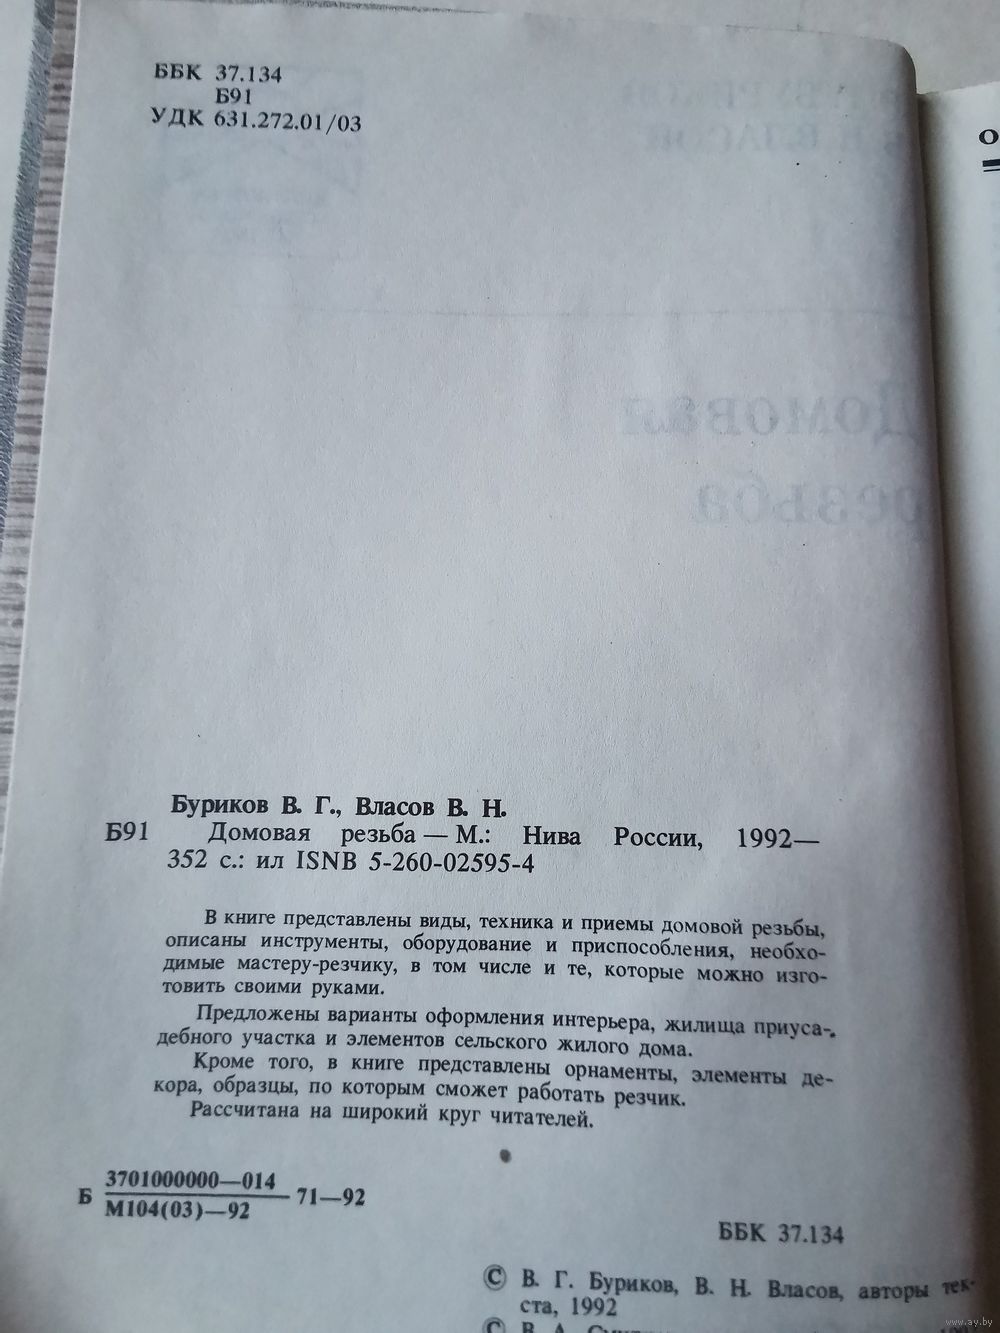 ББК 37.134
Б91
УДК 631.272.01/03
Домовая
резьба
О
Буриков В. Г., Власов В. Н.
Б91 Домовая резьба — М.: Нива России, 1992—
352 с.: ил ISNB 5-260-02595-4
В книге представлены виды, техника и приемы домовой резьбы,
описаны инструменты, оборудование и приспособления, необхо-
димые мастеру-резчику, в том числе и те, которые можно изго-
товить своими руками.
Предложены варианты оформления интерьера, жилища приуса-
дебного участка и элементов сельского жилого дома.
Кроме того, в книге представлены орнаменты, элементы де-
кора, образцы, по которым сможет работать резчик.
Рассчитана на широкий круг читателей.
3701000000—014
Б 71—92
М104(03)—92
ББК 37.134
© В. Г. Буриков, В. Н. Власов, авторы тек-
ста, 1992
© В. А.
www.ay.by